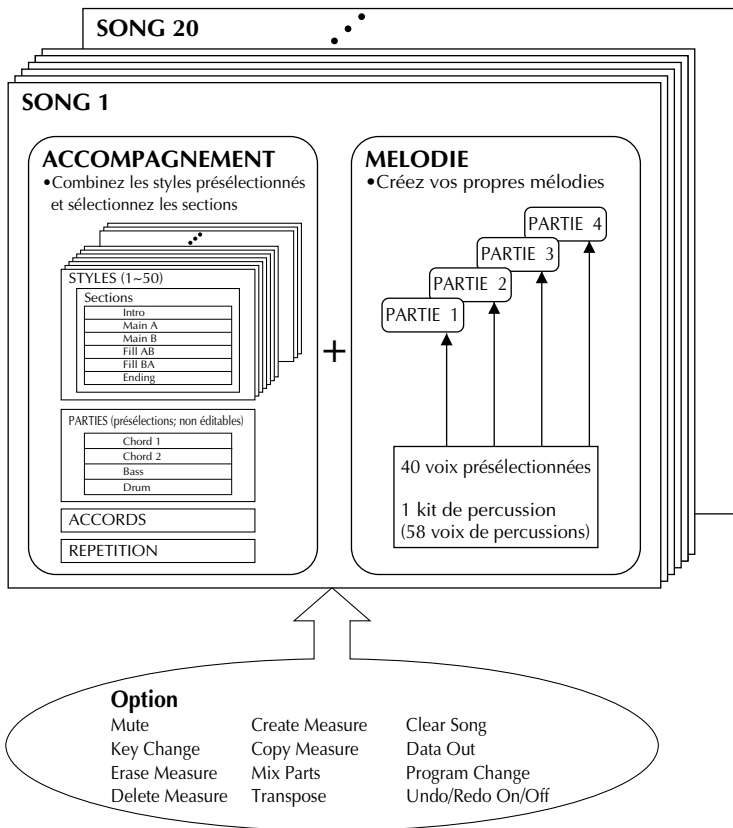 SONG 20
SONG 1
ACCOMPAGNEMENT
•Combinez les styles présélectionnés
et sélectionnez les sections
STYLES (1~50)
Sections
Intro
Main A
Main B
Fill AB
Fill BA
Ending
PARTIES (présélections; non éditables)
Chord 1
Chord 2
Bass
Drum
ACCORDS
REPETITION
+
MELODIE
•Créez vos propres mélodies
PARTIE 4
PARTIE 3
PARTIE 2
PARTIE 1
40 voix présélectionnées
1 kit de percussion
(58 voix de percussions)
Option
Mute
Key Change
Erase Measure
Delete Measure
Create Measure
Copy Measure
Mix Parts
Transpose
Clear Song
Data Out
Program Change
Undo/Redo On/Off